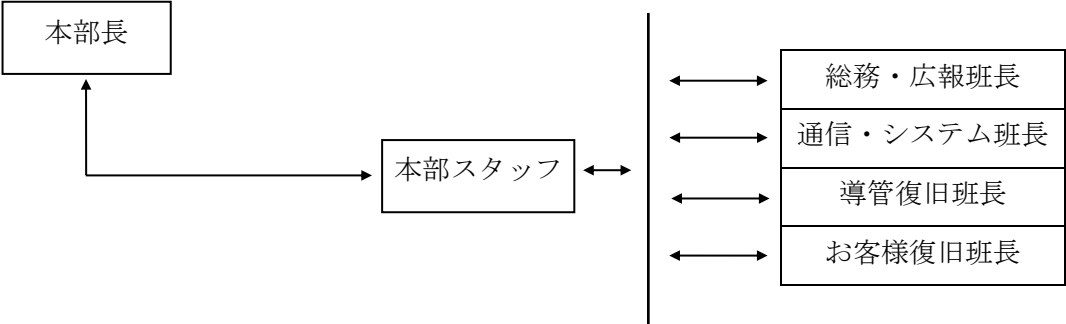 本部長
本部スタッフ
総務・広報班長
通信・システム班長
導管復旧班長
お客様復旧班長